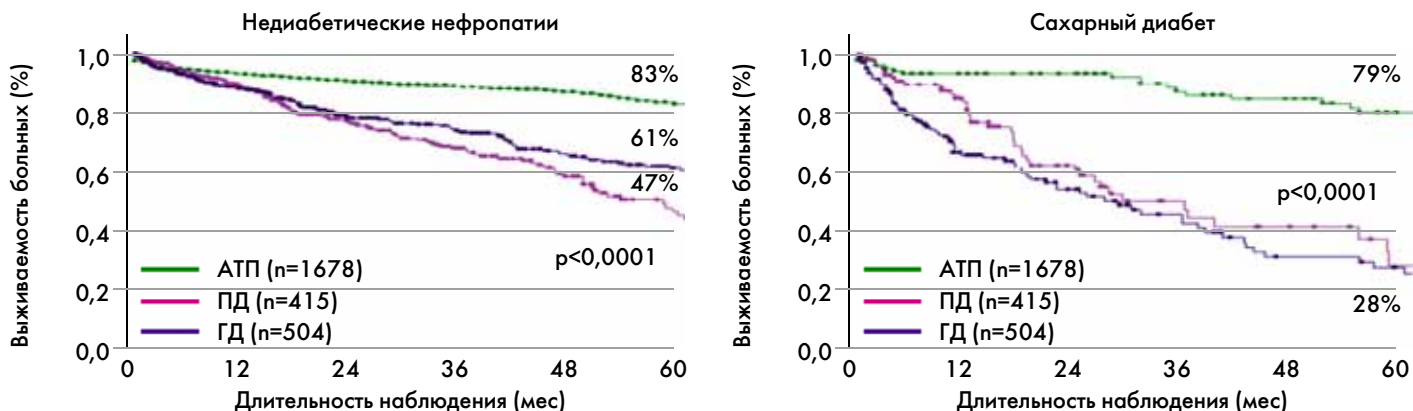 Недиабетические нефропатии
Выживаемость больных (%)
1,0
0,8
0,6
0,4
0,2
0,0
83%
61%
47%
p<0,0001
АТП (n=1678)
ПД (n=415)
ГД (n=504)
0 12 24 36 48 60
Длительность наблюдения (мес)
Сахарный диабет
Выживаемость больных (%)
1,0
0,8
0,6
0,4
0,2
0,0
79%
p<0,0001
28%
АТП (n=1678)
ПД (n=415)
ГД (n=504)
0 12 24 36 48 60
Длительность наблюдения (мес)